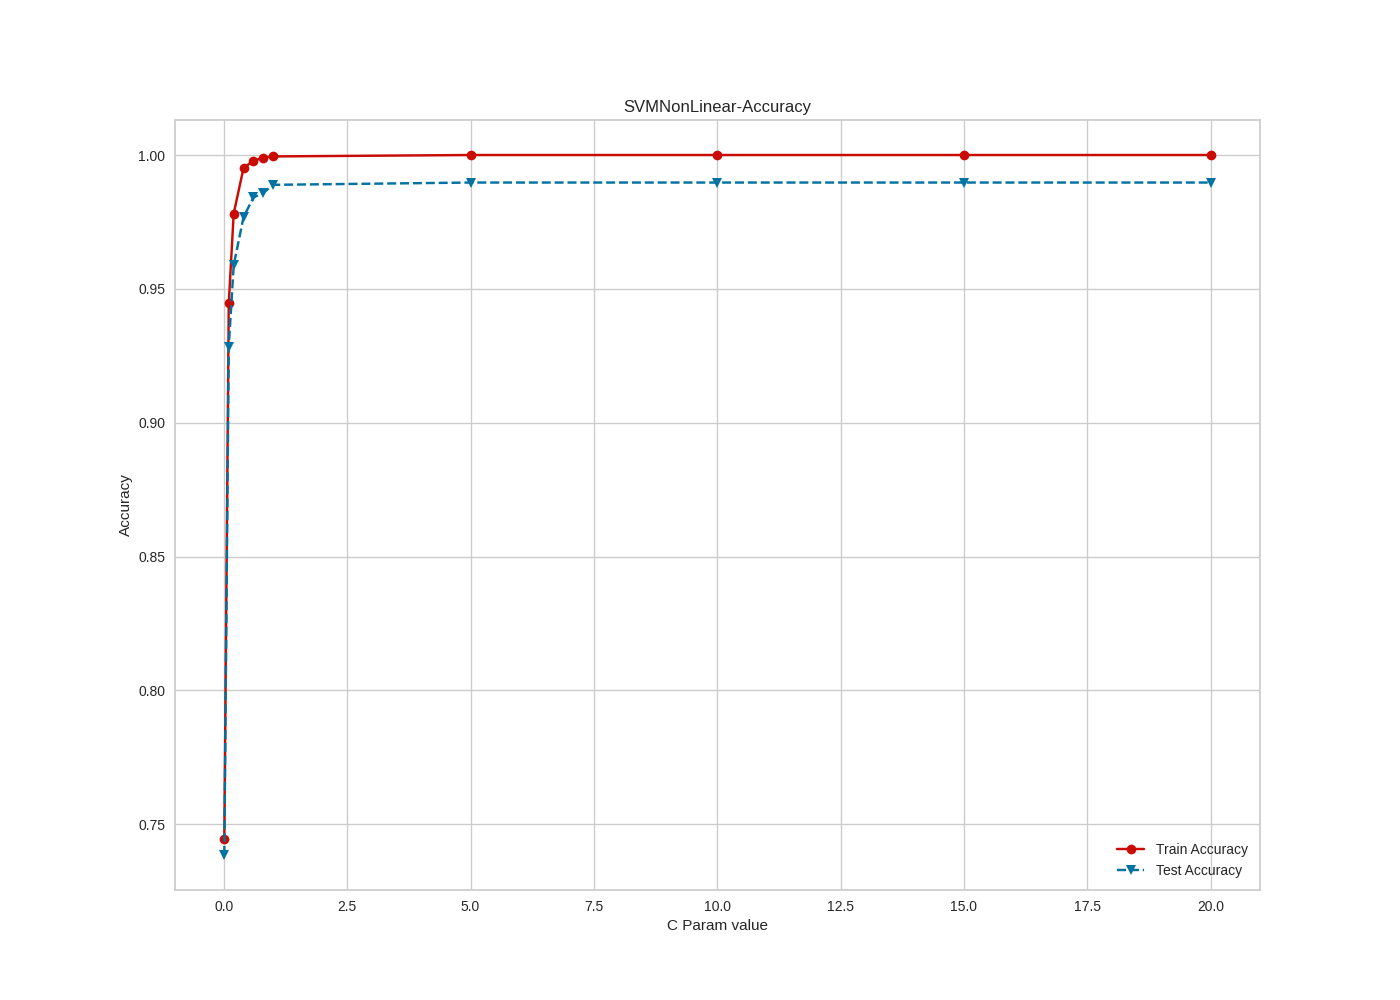 SVMNonLinear-Accuracy
1.00
0.95
0.90
0.85
0.80
0.75
Accuracy
0.0 2.5 5.0 7.5 10.0 12.5 15.0 17.5 20.0
C Param value
Train Accuracy
Test Accuracy